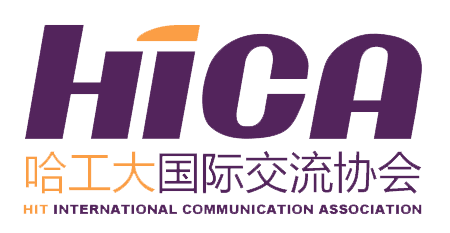 HiCA
哈工大国际交流协会
HIT INTERNATIONAL COMMUNICATION ASSOCIATION